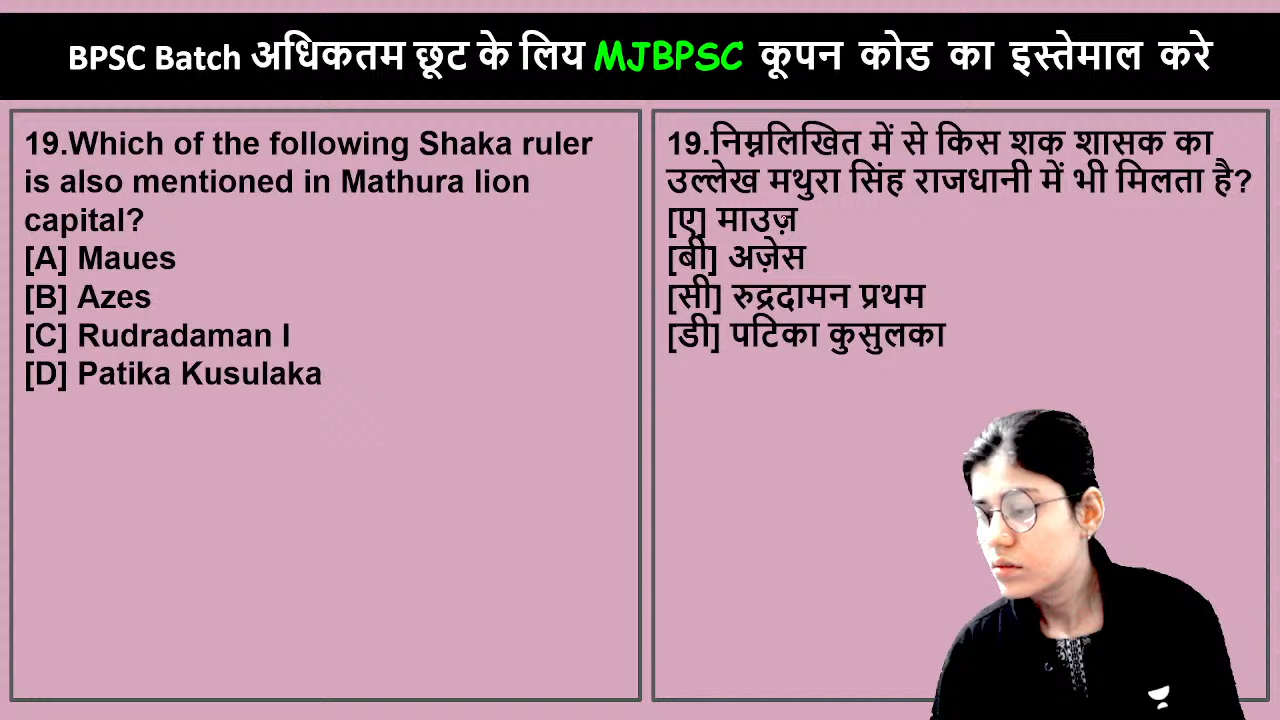 BPSC Batch अधिकतम छूट के लिय MJBPSC कूपन कोड का इस्तेमाल करे
19.Which of the following Shaka ruler
is also mentioned in Mathura lion
capital?
[A] Maues
[B] Azes
[C] Rudradaman I
[D] Patika Kusulaka
19.निम्नलिखित में से किस शक शासक का
उल्लेख मथुरा सिंह राजधानी में भी मिलता है?
[ए] माउज़
[बी] अज़ेस
[सी] रुद्रदामन प्रथम
[डी] पटिका कुसुलका